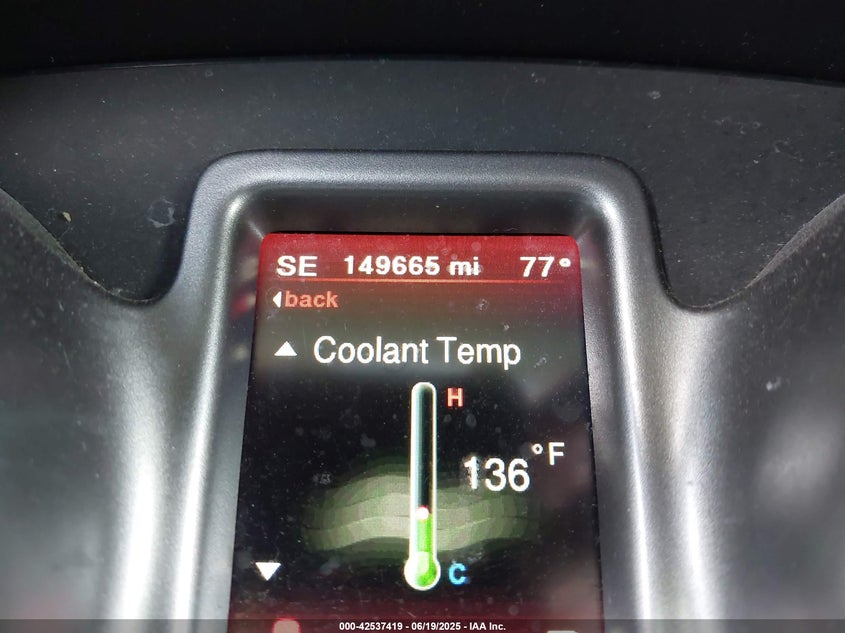 SE 149665 mi 77°
back
Coolant Temp
H
136 °F
C
000-42537419 - 06/19/2025 - IAA Inc.